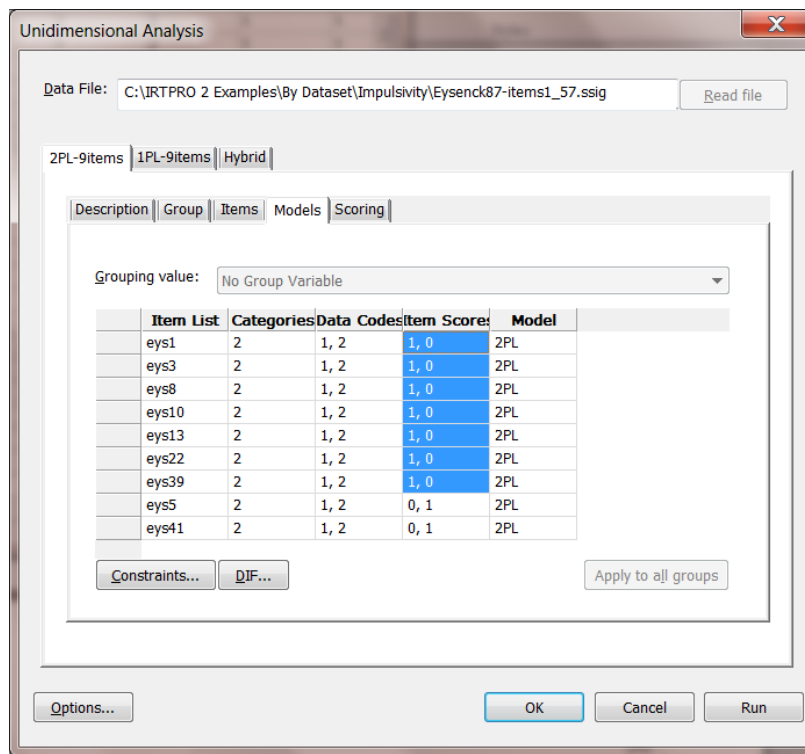 Unidimensional Analysis
Data File: C:\IRTPRO 2 Examples\By Dataset\Impulsivity\Eysenck87-items1_57.ssig Read file
2PL-9items 1PL-9items Hybrid
Description Group Items Models Scoring
Grouping value: No Group Variable
Item List Categories Data Codes Item Scores Model
eys1 2 1, 2 1, 0 2PL
eys3 2 1, 2 1, 0 2PL
eys8 2 1, 2 1, 0 2PL
eys10 2 1, 2 1, 0 2PL
eys13 2 1, 2 1, 0 2PL
eys22 2 1, 2 1, 0 2PL
eys39 2 1, 2 1, 0 2PL
eys5 2 1, 2 0, 1 2PL
eys41 2 1, 2 0, 1 2PL
Constraints... DIF... Apply to all groups
Options... OK Cancel Run